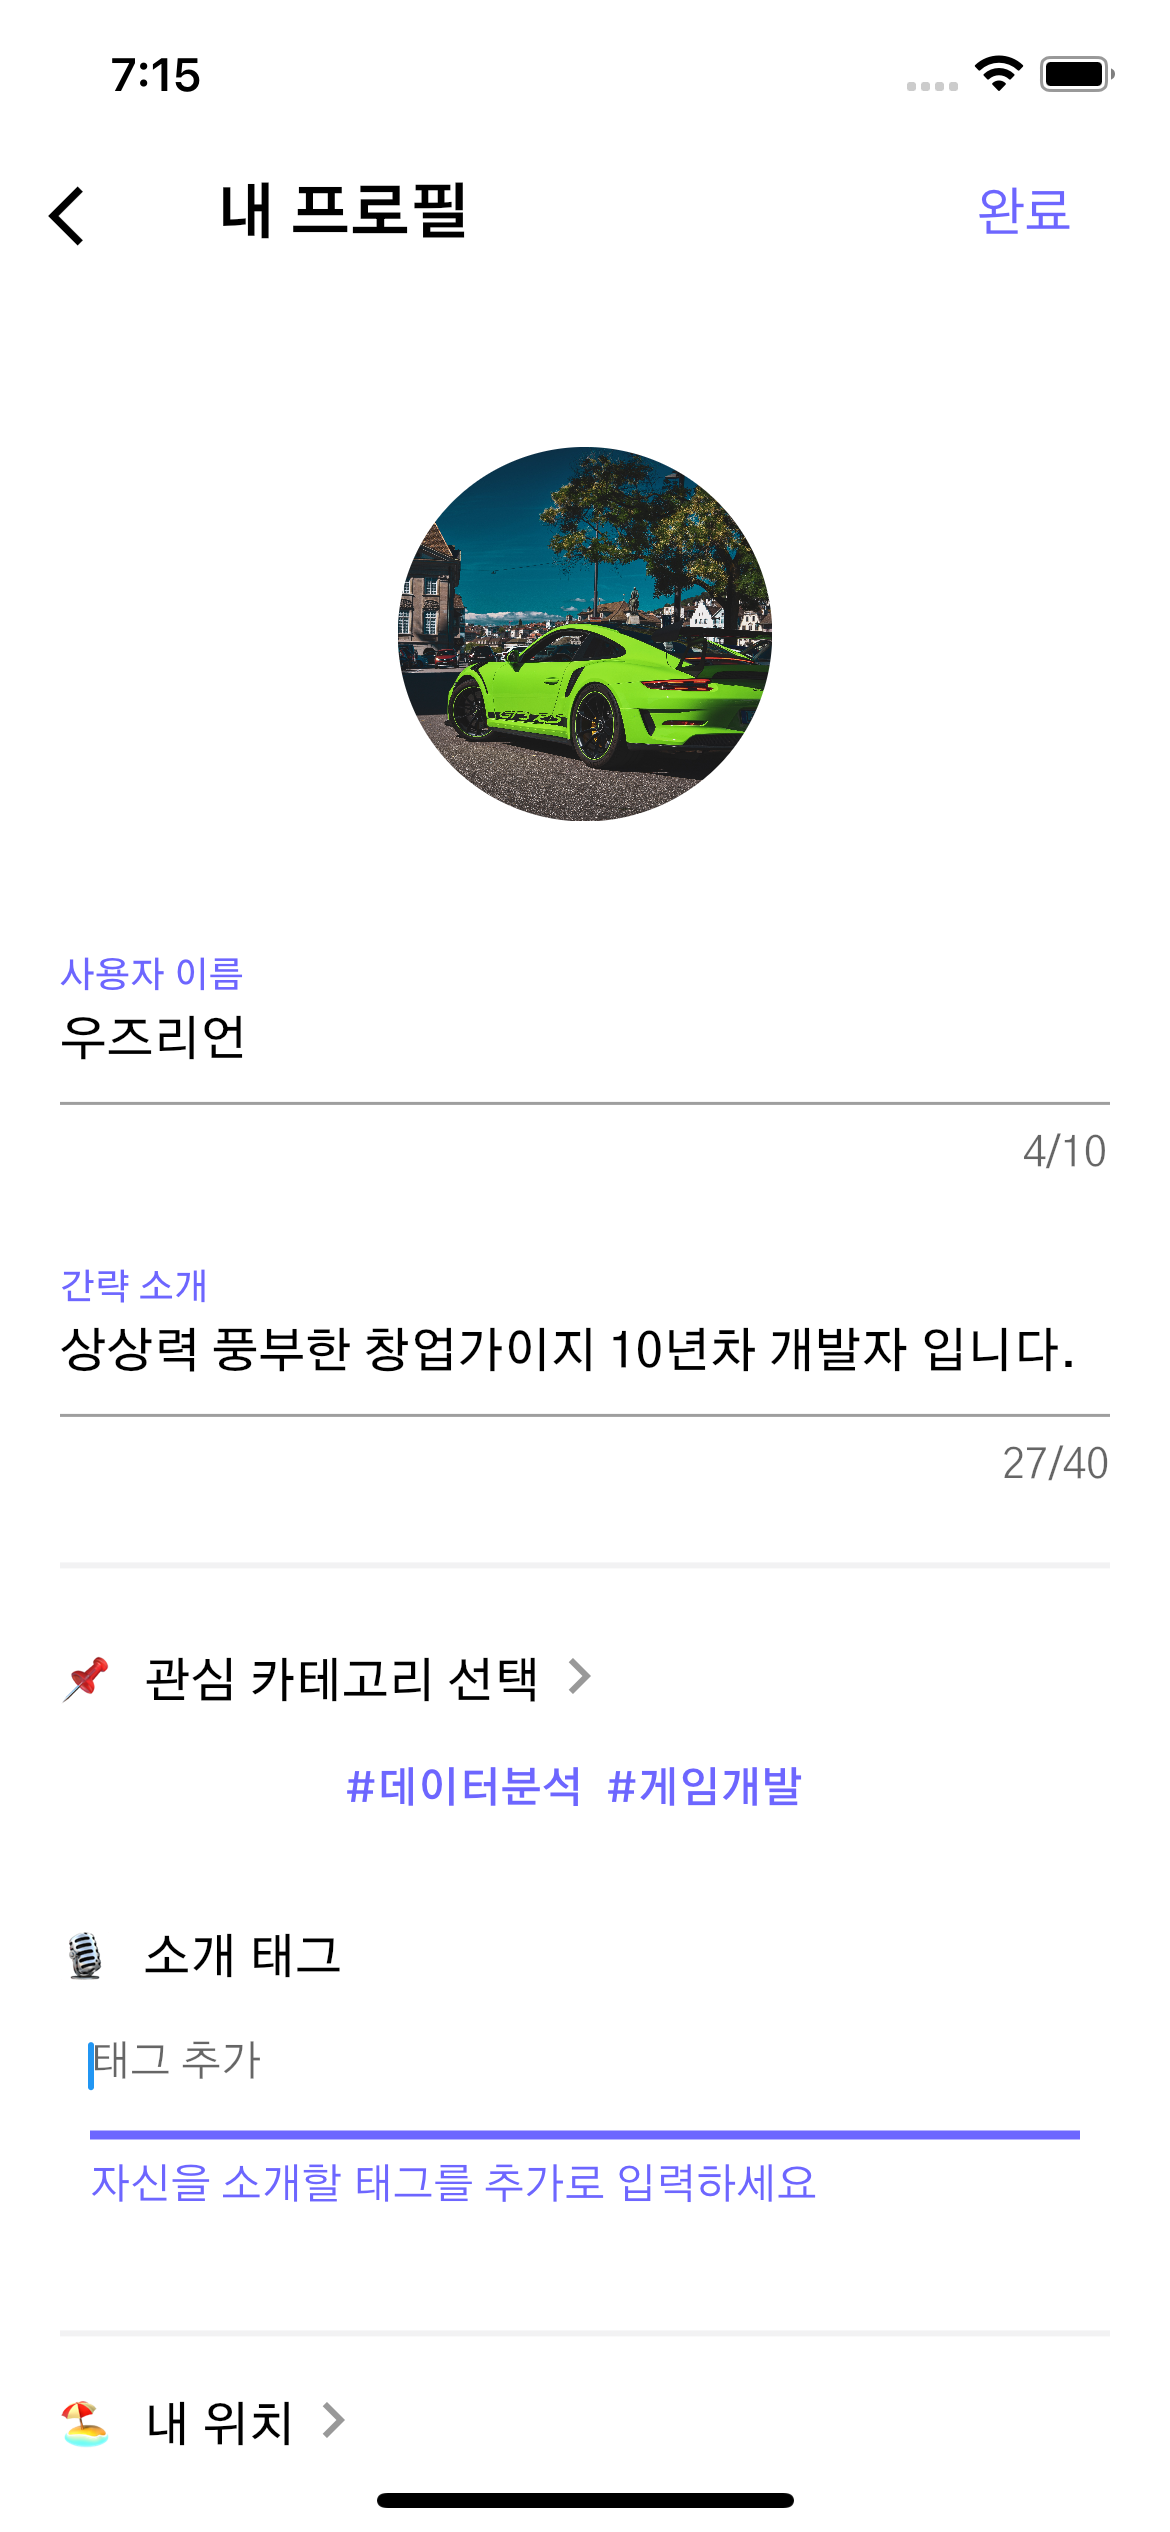 7:15
내 프로필
완료
사용자 이름
우즈리언
4/10
간략 소개
상상력 풍부한 창업가이지 10년차 개발자 입니다.
27/40
관심 카테고리 선택
#데이터분석 #게임개발
소개 태그
태그 추가
자신을 소개할 태그를 추가로 입력하세요
내 위치